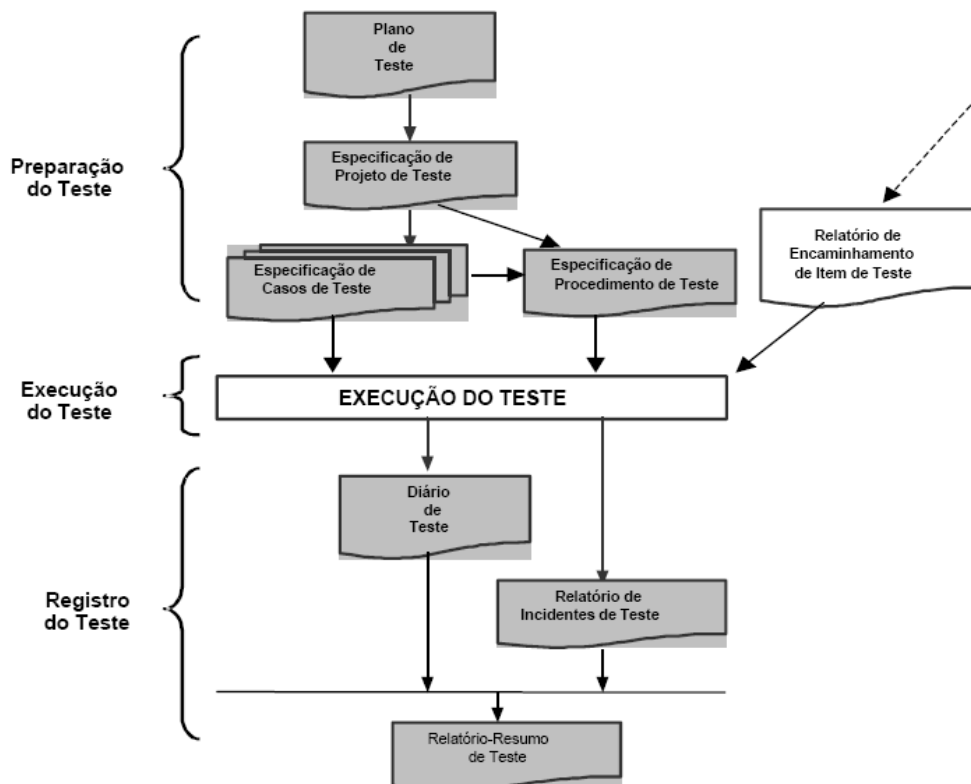 Plano
de
Teste
Preparação
do Teste
Especificação de
Projeto de Teste
Especificação de
Casos de Teste
Especificação de
Procedimento de Teste
Relatório de
Encaminhamento
de Item de Teste
Execução
do Teste
EXECUÇÃO DO TESTE
Diário
de
Teste
Registro
do Teste
Relatório de
Incidentes de Teste
Relatório-Resumo
de Teste